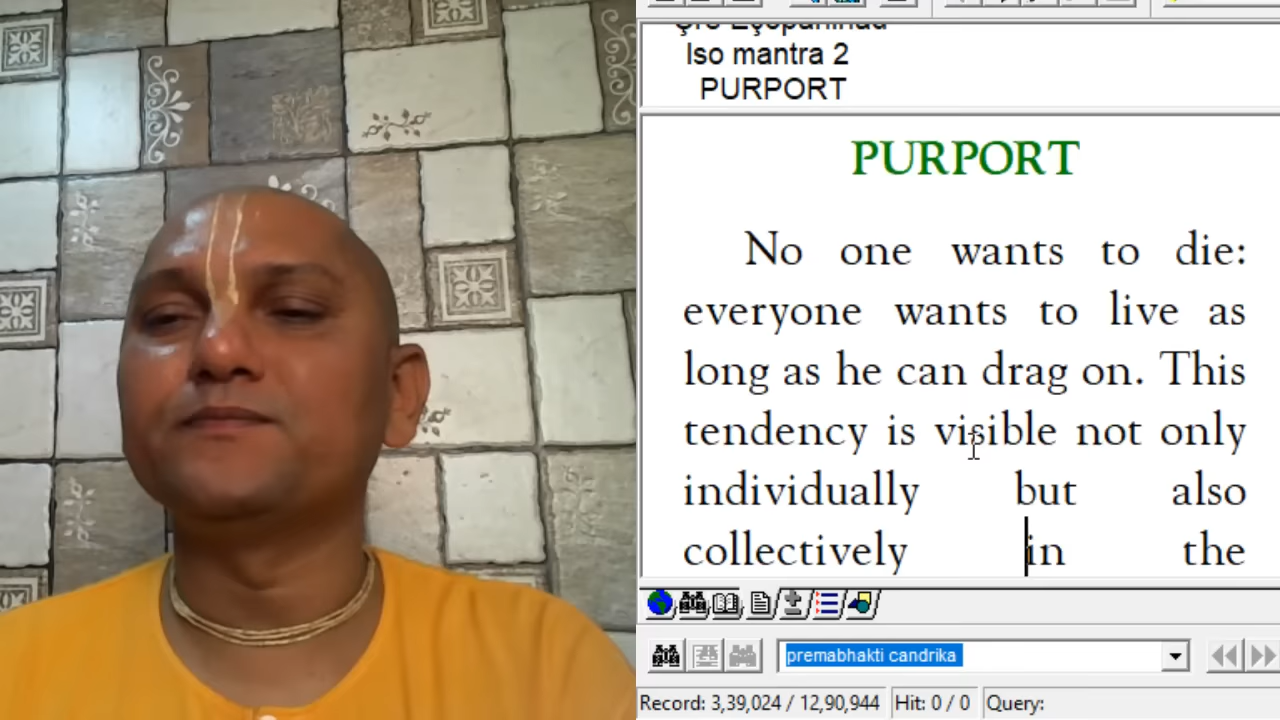 Iso mantra 2
PURPORT
PURPORT
No one wants to die:
everyone wants to live as
long as he can drag on. This
tendency is visible not only
individually but also
collectively in the
premabhakti candrika
Record: 3,39,024 / 12,90,944 Hit: 0 / 0 Query: